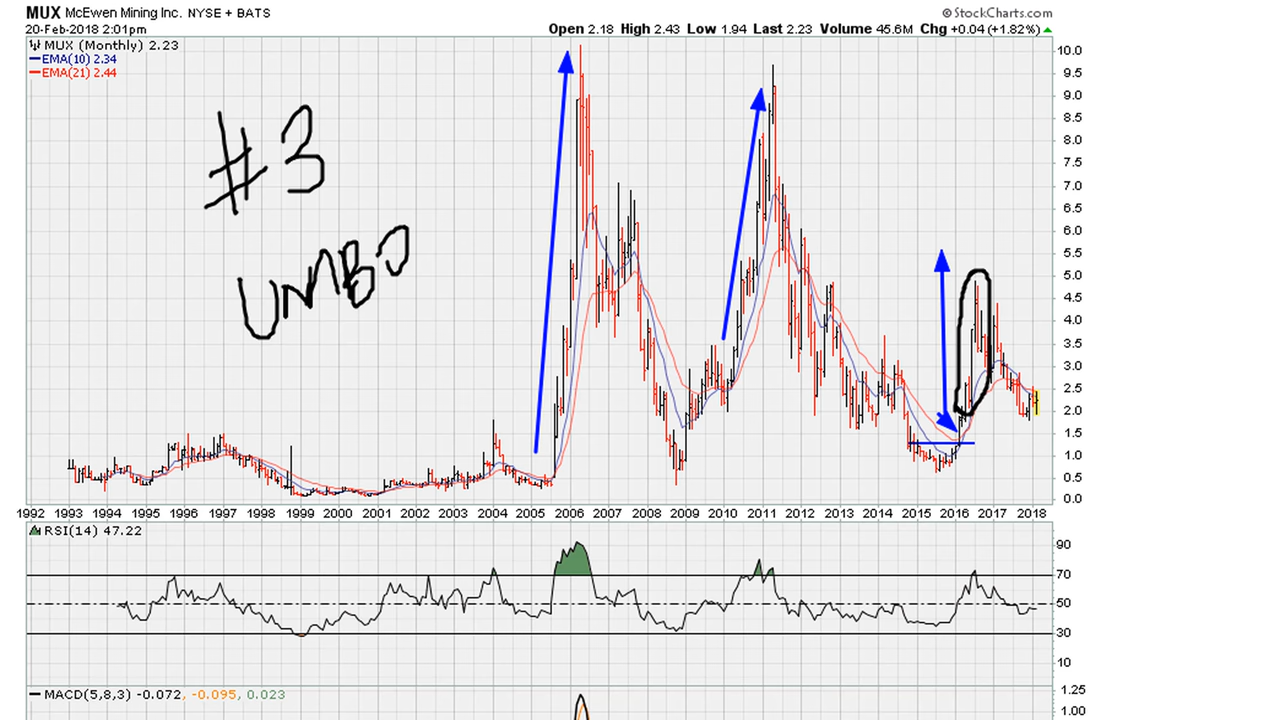 MUX McEwen Mining Inc. NYSE + BATS
© StockCharts.com
20-Feb-2018 2:01pm
Open 2.18 High 2.43 Low 1.94 Last 2.23 Volume 45.6M Chg +0.04 (+1.82%)
MUX (Monthly) 2.23
EMA(10) 2.34
EMA(21) 2.44
#3
UMBO
10.0
9.5
9.0
8.5
8.0
7.5
7.0
6.5
6.0
5.5
5.0
4.5
4.0
3.5
3.0
2.5
2.0
1.5
1.0
0.5
0.0
1992 1993 1994 1995 1996 1997 1998 1999 2000 2001 2002 2003 2004 2005 2006 2007 2008 2009 2010 2011 2012 2013 2014 2015 2016 2017 2018
RSI(14) 47.22
90
70
50
30
10
MACD(5,8,3) -0.072, -0.095, 0.023
1.25
1.00